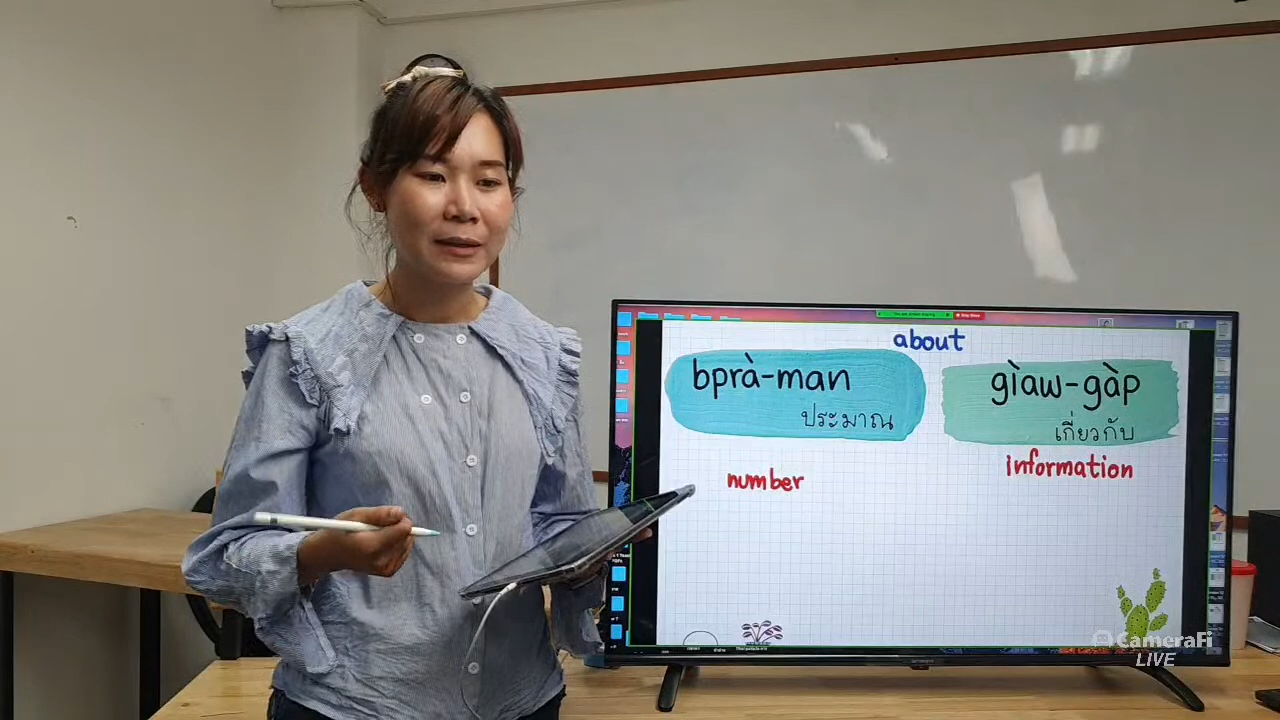 about
bprà-man
ประมาณ
number
gìaw-gàp
เกี่ยวกับ
information
CameraFi
LIVE